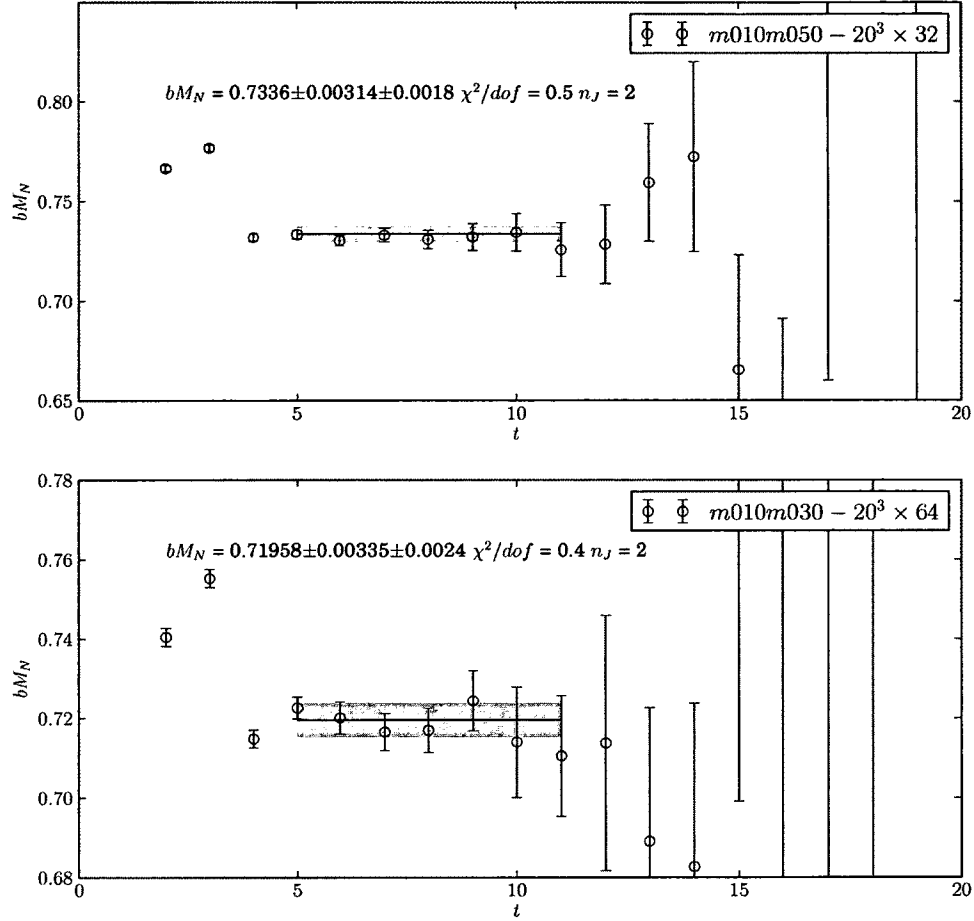 m010m050 − 20³ × 32
bM_N = 0.7336±0.00314±0.0018 χ²/dof = 0.5 n_J = 2
0.80
0.75
0.70
0.65
bM_N
0 5 10 15 20
t
0.78
m010m030 − 20³ × 64
bM_N = 0.71958±0.00335±0.0024 χ²/dof = 0.4 n_J = 2
0.76
0.74
0.72
0.70
0.68
bM_N
0 5 10 15 20
t